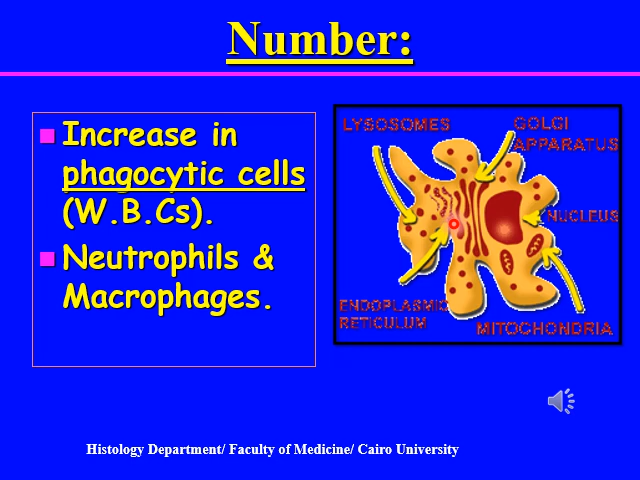 Number:
Increase in
phagocytic cells
(W.B.Cs).
Neutrophils &
Macrophages.
LYSOSOMES
GOLGI
APPARATUS
NUCLEUS
ENDOPLASMIC
RETICULUM
MITOCHONDRIA
Histology Department/ Faculty of Medicine/ Cairo University